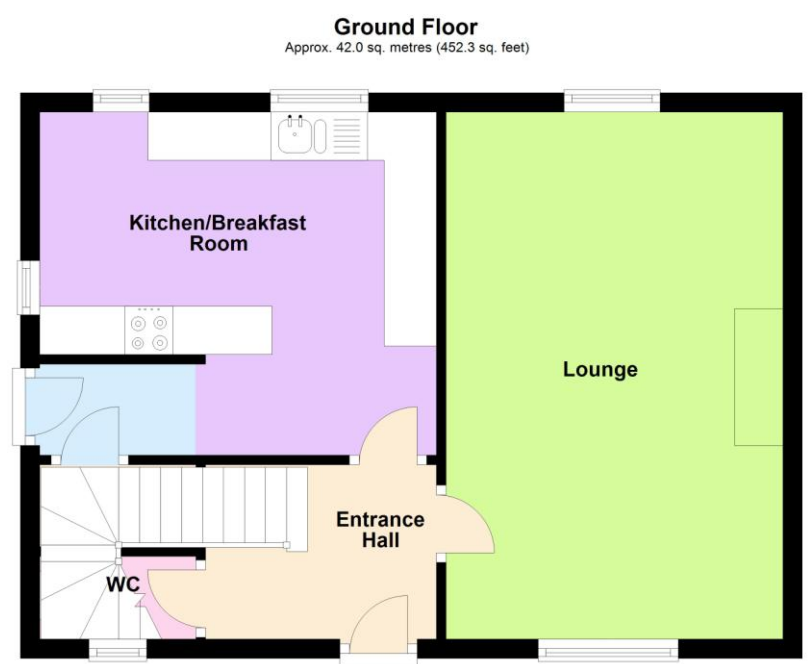 Ground Floor
Approx. 42.0 sq. metres (452.3 sq. feet)
Kitchen/Breakfast
Room
Lounge
Entrance
Hall
WC